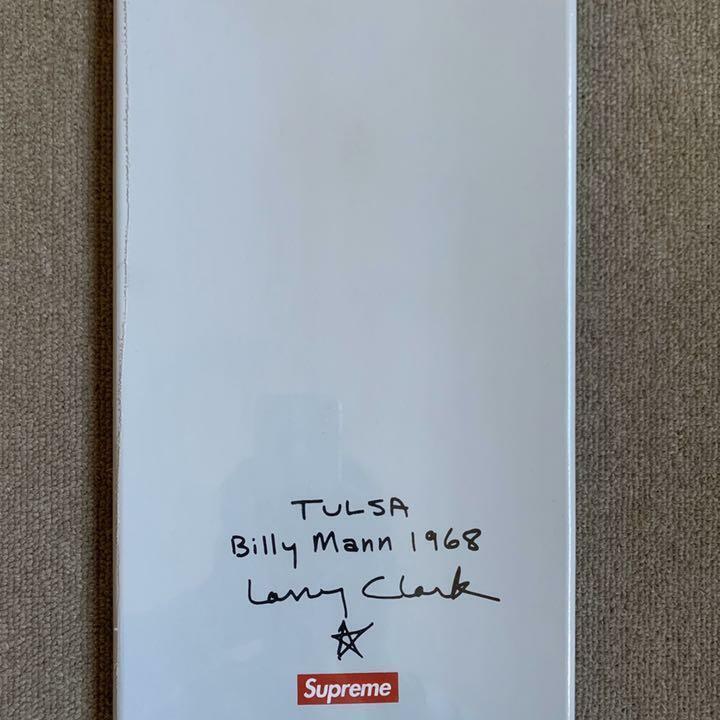 TULSA
Billy Mann 1968
Larry Clark
Supreme